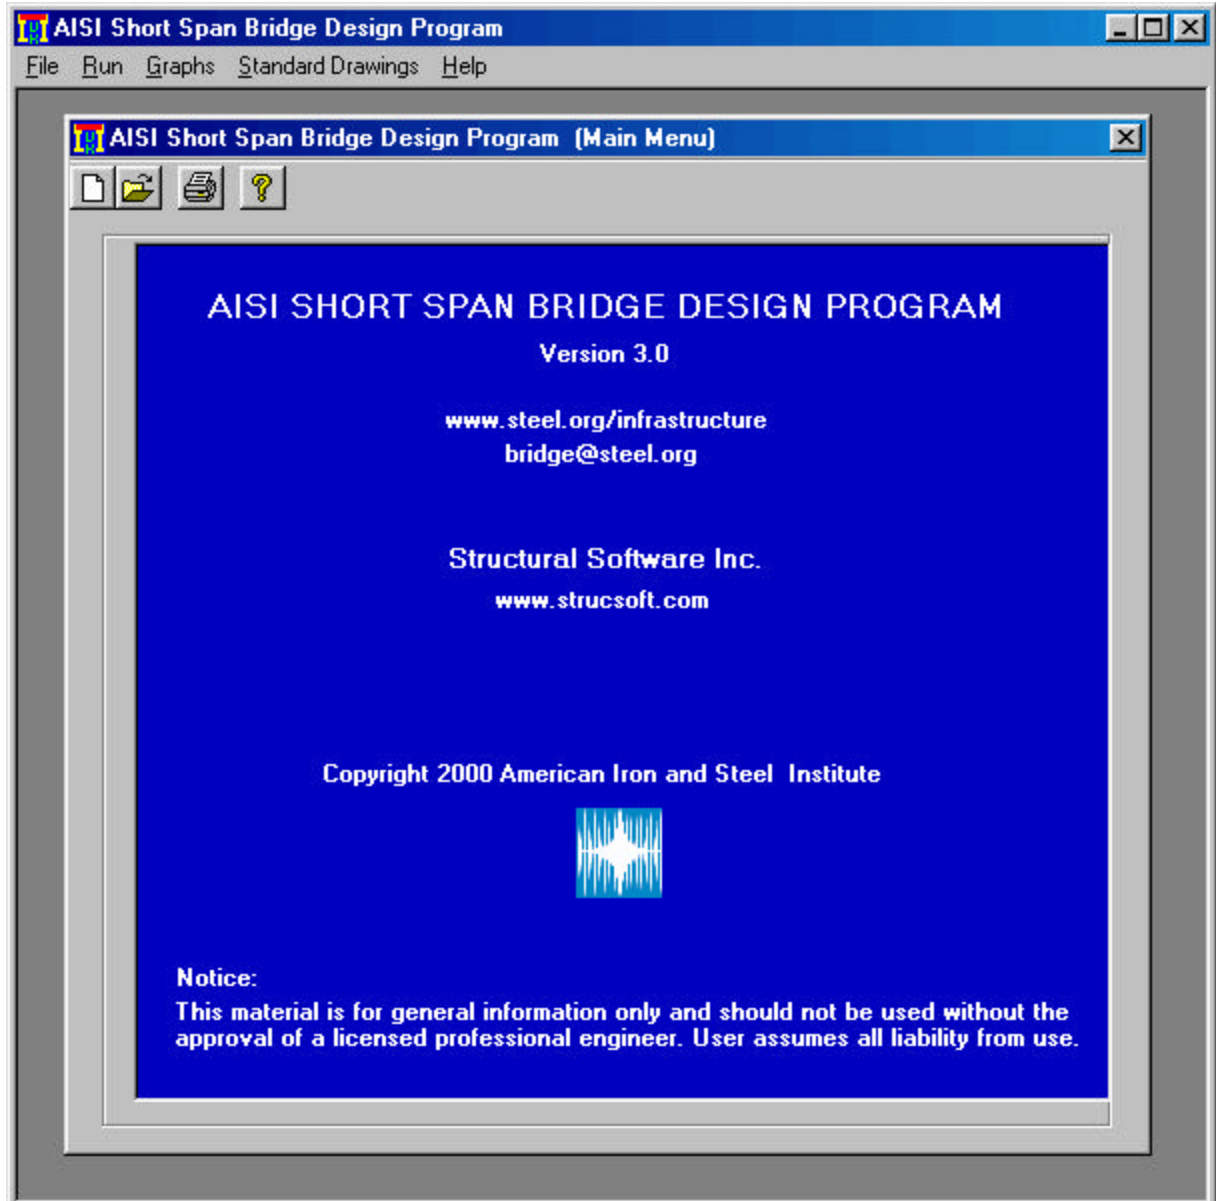 AISI Short Span Bridge Design Program
File Run Graphs Standard Drawings Help
AISI Short Span Bridge Design Program (Main Menu)
AISI SHORT SPAN BRIDGE DESIGN PROGRAM
Version 3.0
www.steel.org/infrastructure
bridge@steel.org
Structural Software Inc.
www.strucsoft.com
Copyright 2000 American Iron and Steel Institute
Notice:
This material is for general information only and should not be used without the
approval of a licensed professional engineer. User assumes all liability from use.